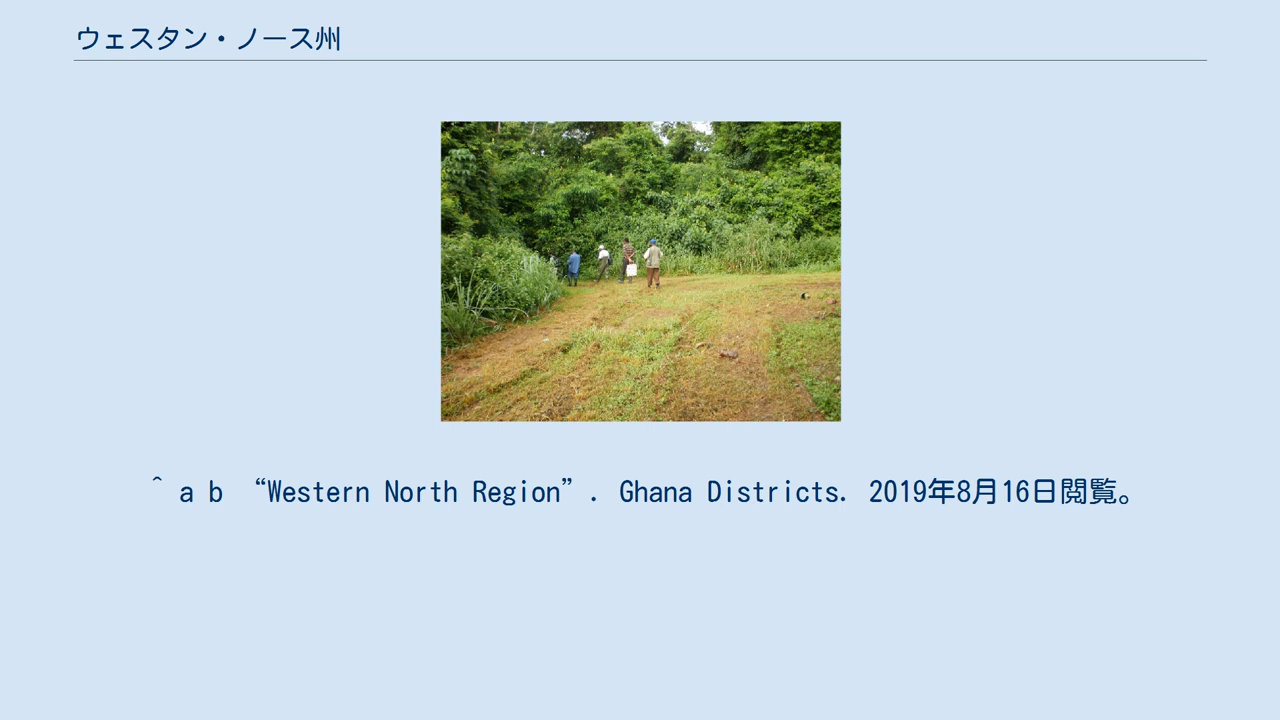 ウェスタン・ノース州
^ a b “Western North Region”. Ghana Districts. 2019年8月16日閲覧。